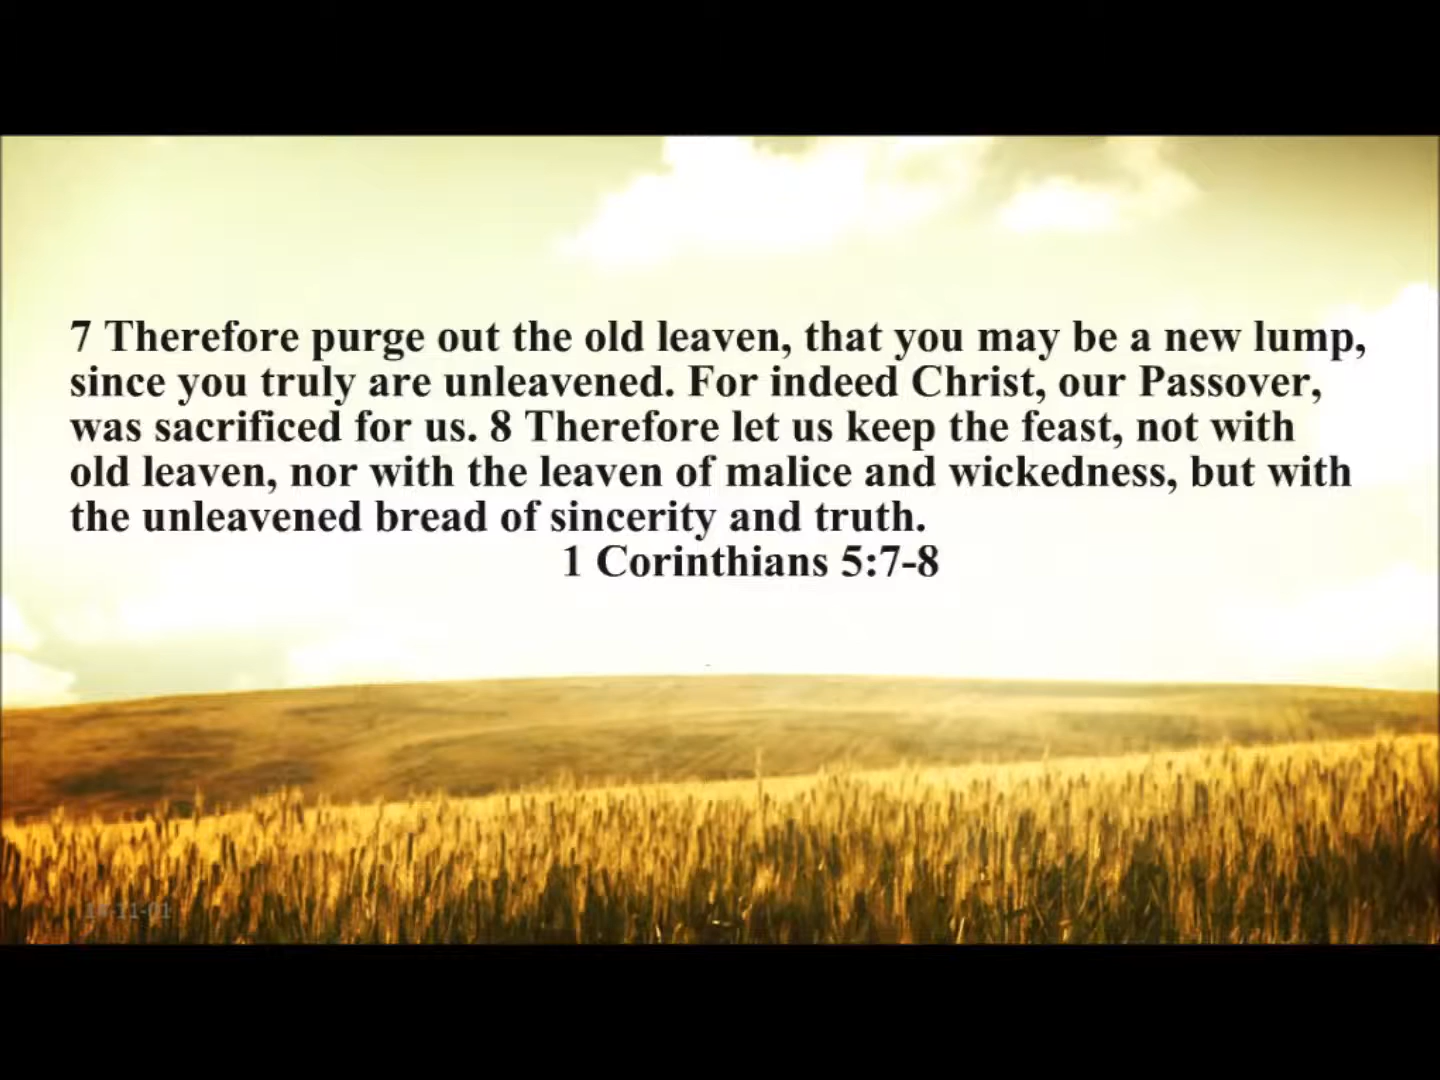 7 Therefore purge out the old leaven, that you may be a new lump,
since you truly are unleavened. For indeed Christ, our Passover,
was sacrificed for us. 8 Therefore let us keep the feast, not with
old leaven, nor with the leaven of malice and wickedness, but with
the unleavened bread of sincerity and truth.
1 Corinthians 5:7-8